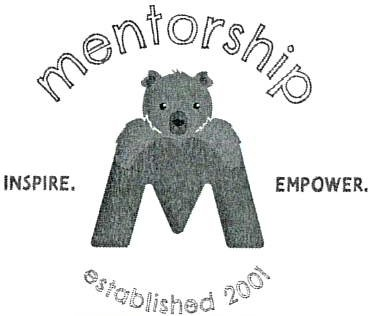 mentorship
INSPIRE. EMPOWER.
established 2001